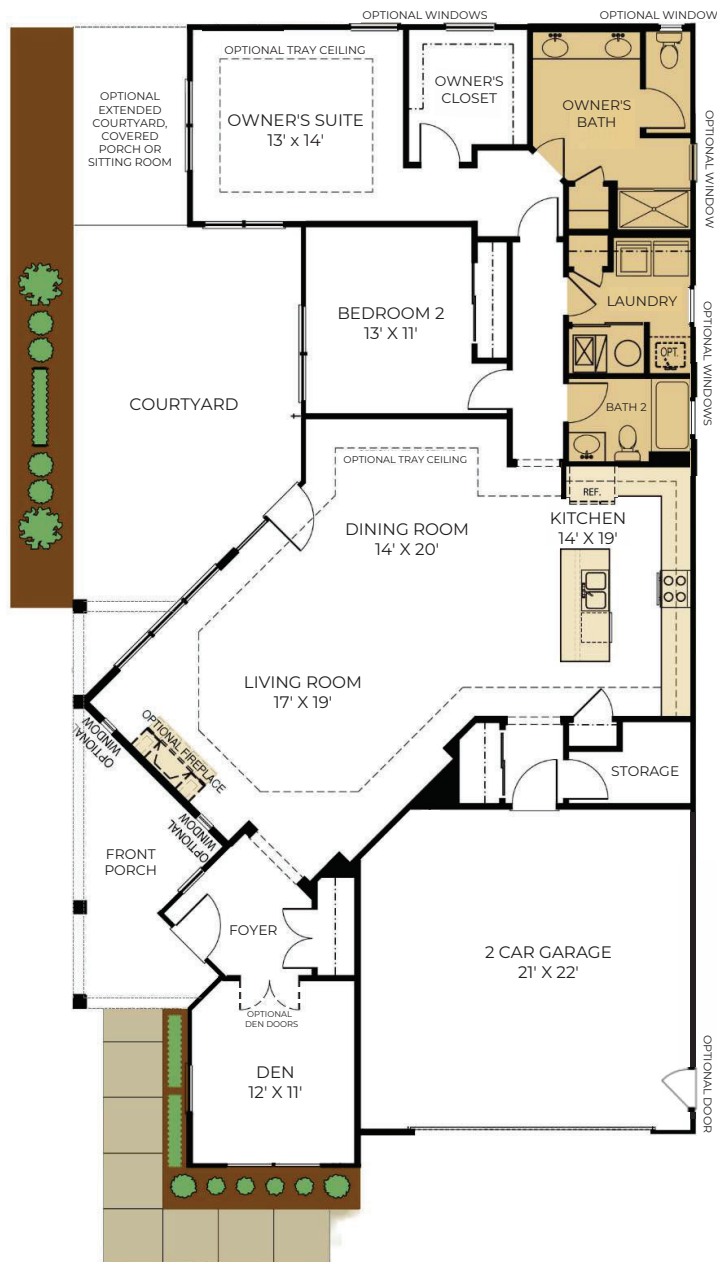 OPTIONAL WINDOWS
OPTIONAL WINDOW
OPTIONAL TRAY CEILING
OWNER'S SUITE
13' x 14'
OWNER'S
CLOSET
OWNER'S
BATH
OPTIONAL
EXTENDED
COURTYARD,
COVERED
PORCH OR
SITTING ROOM
OPTIONAL WINDOW
BEDROOM 2
13' X 11'
LAUNDRY
OPT.
OPTIONAL WINDOWS
COURTYARD
BATH 2
OPTIONAL TRAY CEILING
REF.
DINING ROOM
14' X 20'
KITCHEN
14' X 19'
LIVING ROOM
17' X 19'
OPTIONAL
WINDOW
OPTIONAL FIREPLACE
STORAGE
OPTIONAL
WINDOW
FRONT
PORCH
FOYER
2 CAR GARAGE
21' X 22'
OPTIONAL
DEN DOORS
DEN
12' X 11'
OPTIONAL DOOR